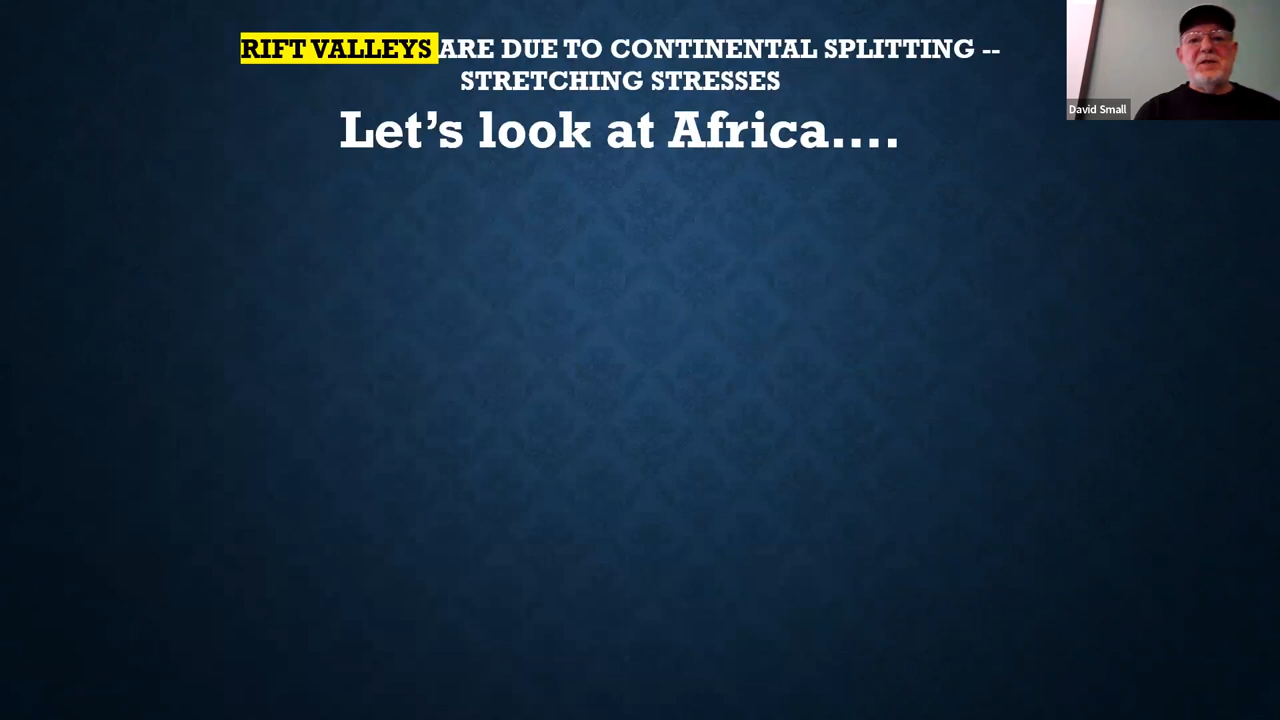 RIFT VALLEYS ARE DUE TO CONTINENTAL SPLITTING --
STRETCHING STRESSES
Let’s look at Africa....
David Small